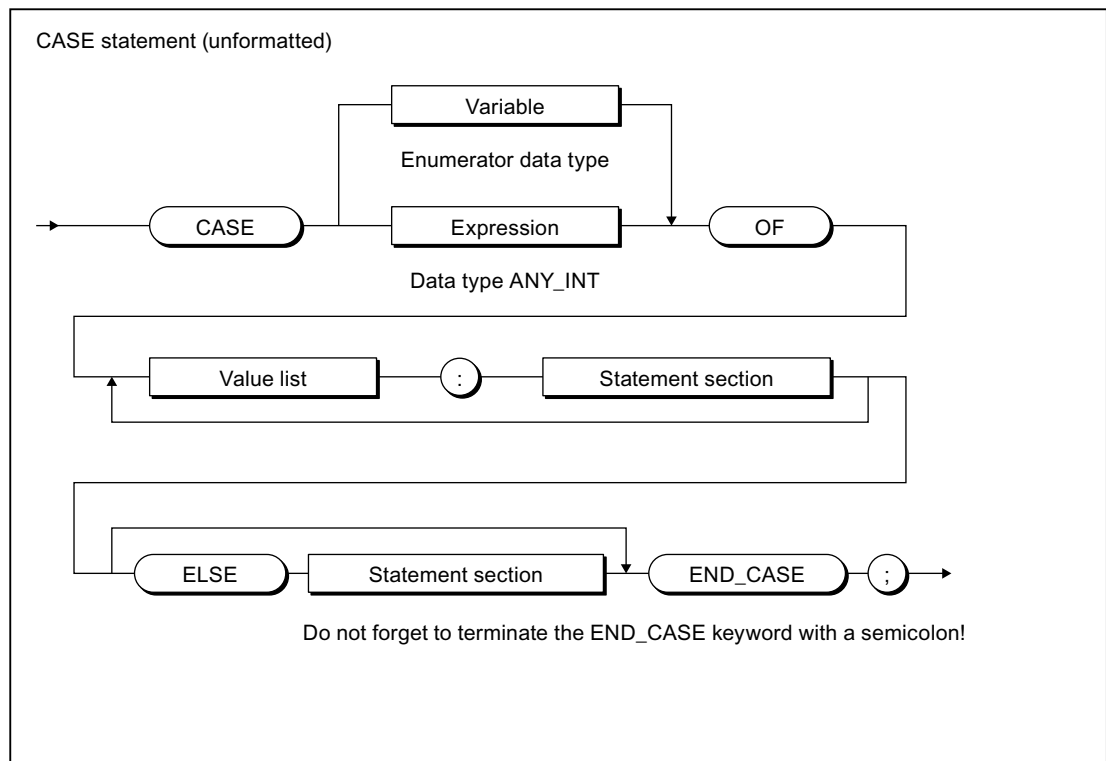 CASE statement (unformatted)
Variable
Enumerator data type
CASE
Expression
OF
Data type ANY_INT
Value list
:
Statement section
ELSE
Statement section
END_CASE
;
Do not forget to terminate the END_CASE keyword with a semicolon!